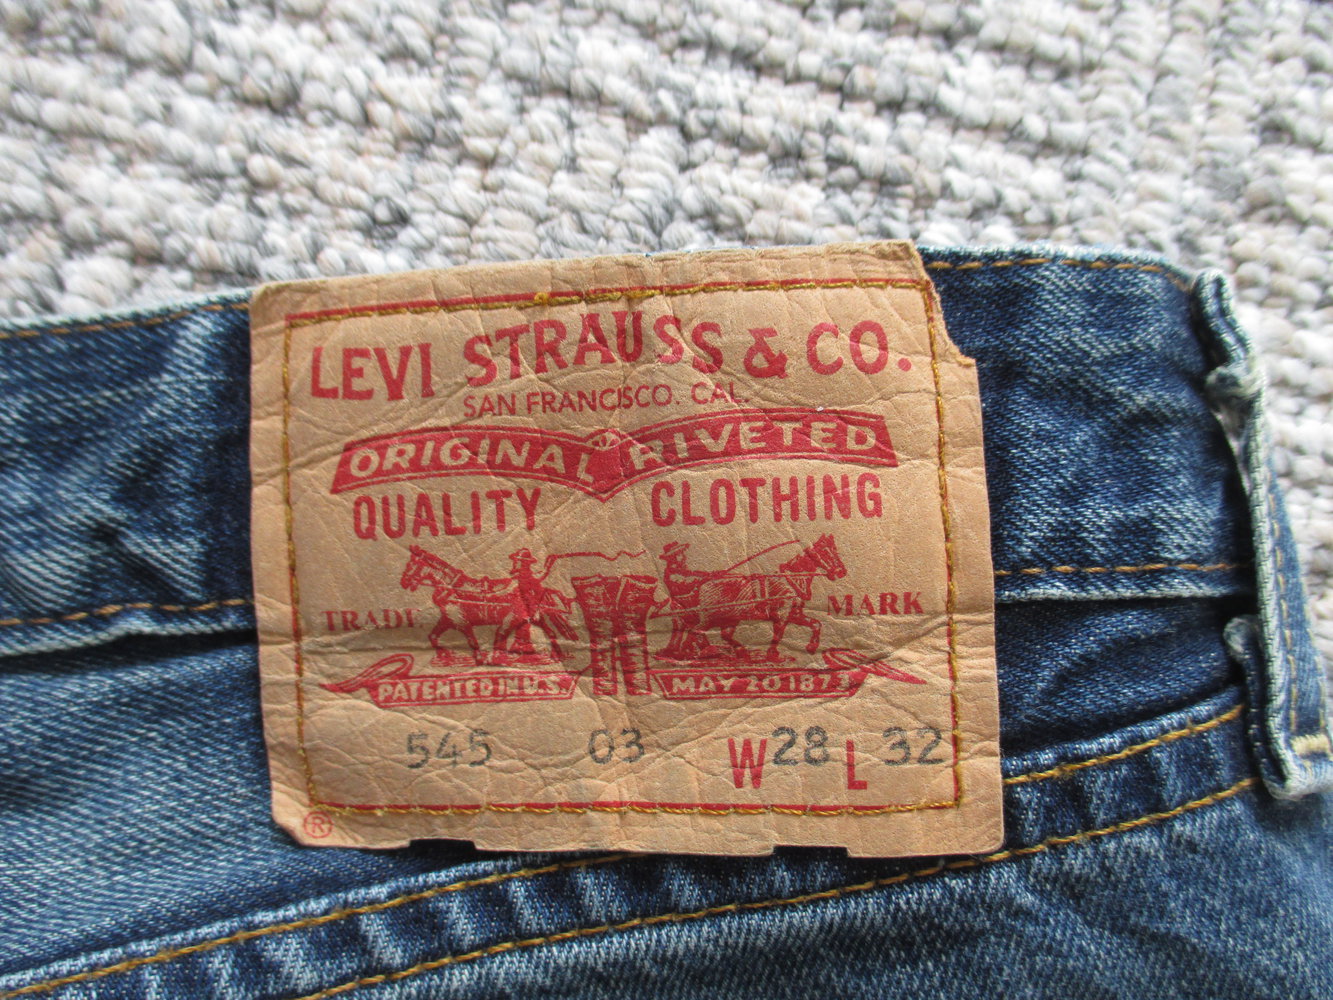 LEVI STRAUSS & CO.
SAN FRANCISCO. CAL.
ORIGINAL RIVETED
QUALITY CLOTHING
TRADE MARK
PATENTED IN U.S. MAY 20 1873
545 03 W28 L 32
®